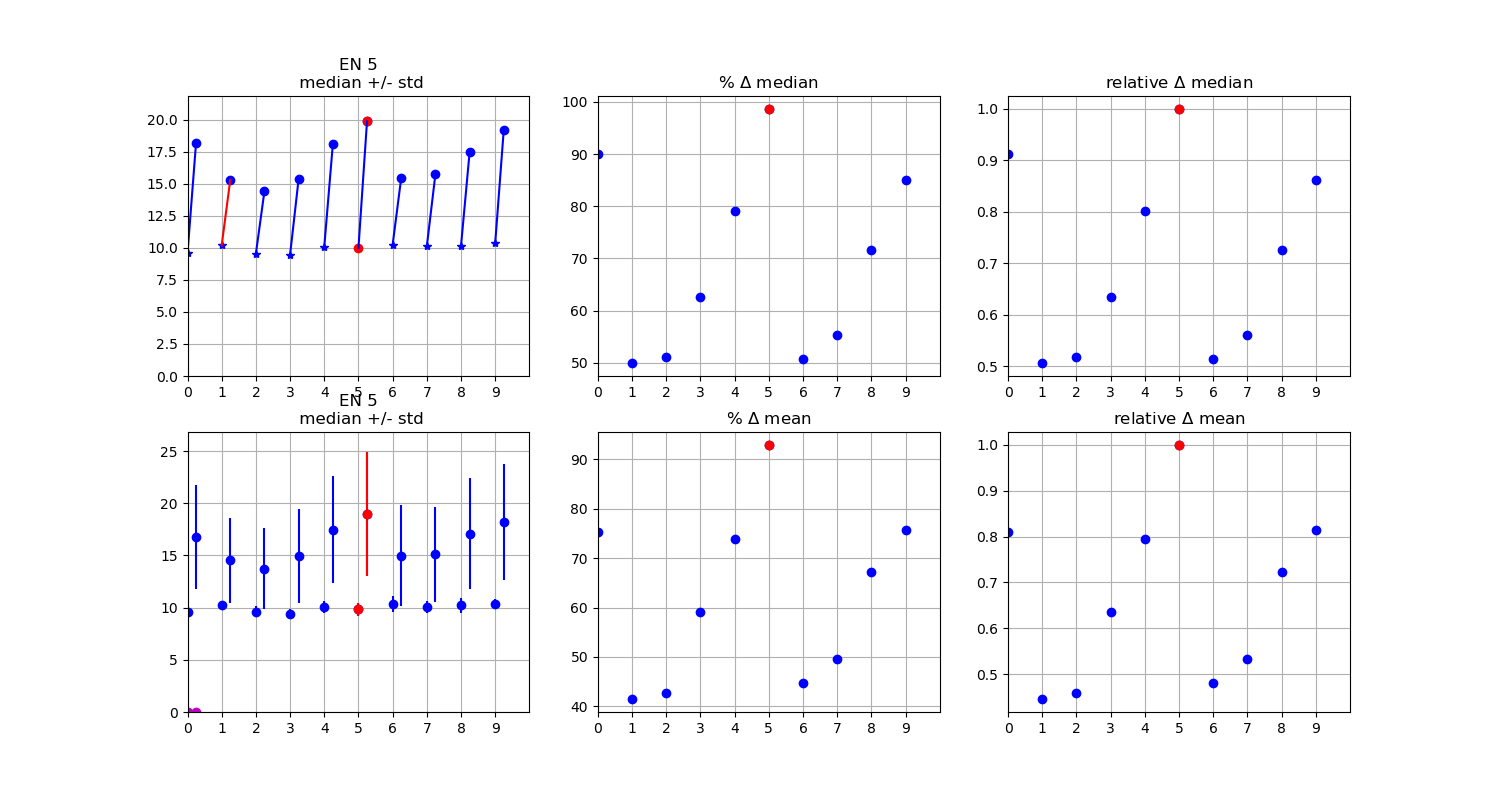 EN 5
median +/- std
% Δ median
relative Δ median
20.0
17.5
15.0
12.5
10.0
7.5
5.0
2.5
0.0
0 1 2 3 4 5 6 7 8 9
100
90
80
70
60
50
0 1 2 3 4 5 6 7 8 9
1.0
0.9
0.8
0.7
0.6
0.5
0 1 2 3 4 5 6 7 8 9
EN 5
median +/- std
% Δ mean
relative Δ mean
25
20
15
10
5
0
0 1 2 3 4 5 6 7 8 9
90
80
70
60
50
40
0 1 2 3 4 5 6 7 8 9
1.0
0.9
0.8
0.7
0.6
0.5
0 1 2 3 4 5 6 7 8 9